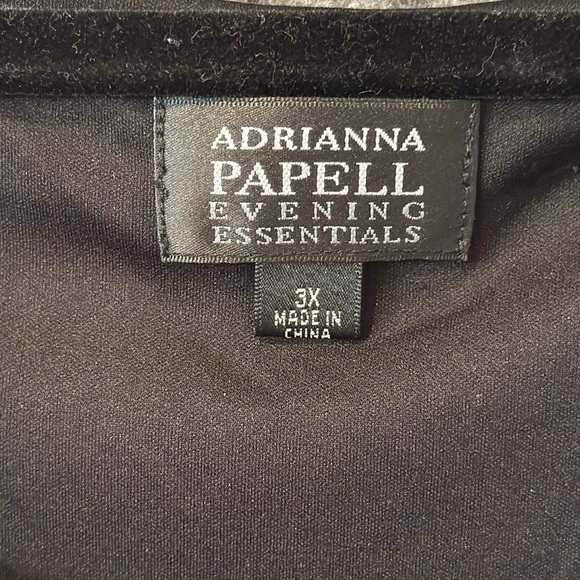 ADRIANNA
PAPELL
EVENING
ESSENTIALS
3X
MADE IN
CHINA